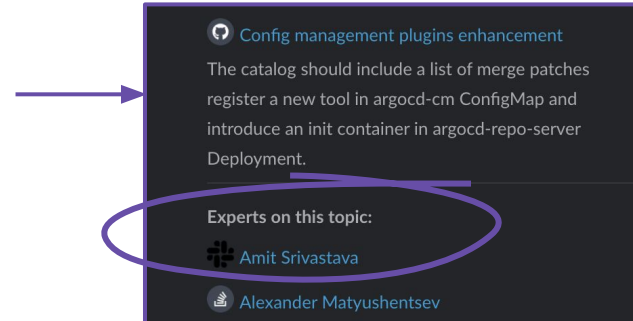 Config management plugins enhancement
The catalog should include a list of merge patches
register a new tool in argocd-cm ConfigMap and
introduce an init container in argocd-repo-server
Deployment.
Experts on this topic:
Amit Srivastava
Alexander Matyushentsev